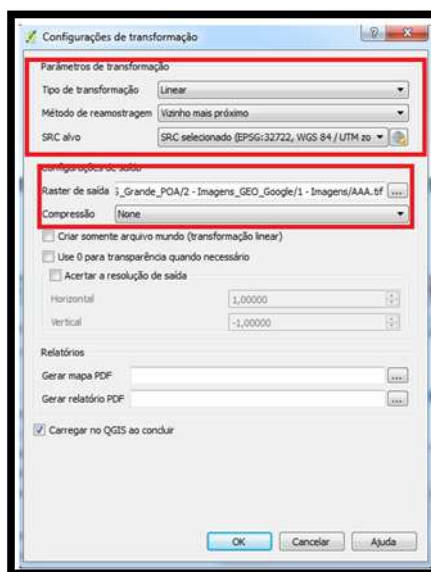 Configurações de transformação
Parâmetros de transformação
Tipo de transformação Linear
Método de reamostragem Vizinho mais próximo
SRC alvo SRC selecionado (EPSG:32722, WGS 84 / UTM zo
Configurações de saída
Raster de saída _Grande_POA/2 - Imagens_GEO_Google/1 - Imagens/AAA.tif ...
Compressão None
Criar somente arquivo mundo (transformação linear)
Use 0 para transparência quando necessário
Acertar a resolução de saída
Horizontal 1,00000
Vertical -1,00000
Relatórios
Gerar mapa PDF ...
Gerar relatório PDF ...
Carregar no QGIS ao concluir
OK Cancelar Ajuda